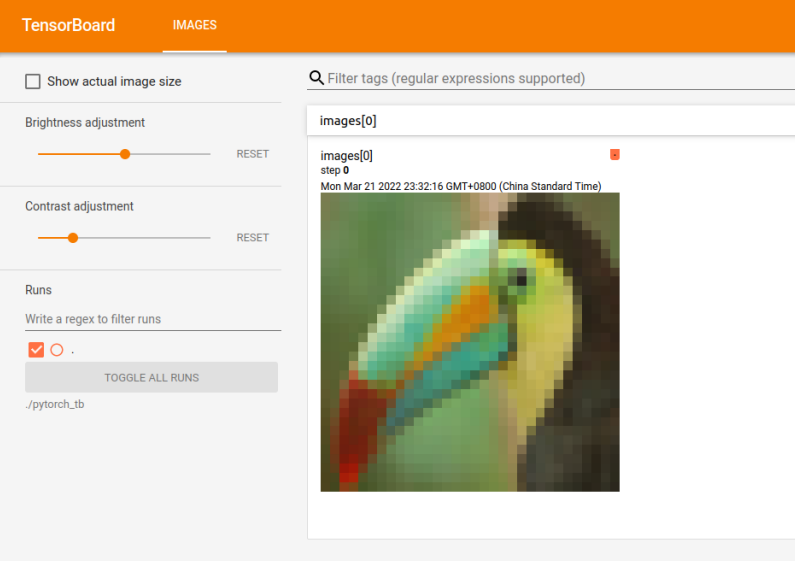 TensorBoard
IMAGES
Show actual image size
Brightness adjustment
RESET
Contrast adjustment
RESET
Runs
Write a regex to filter runs
.
TOGGLE ALL RUNS
./pytorch_tb
Filter tags (regular expressions supported)
images[0]
images[0]
step 0
Mon Mar 21 2022 23:32:16 GMT+0800 (China Standard Time)